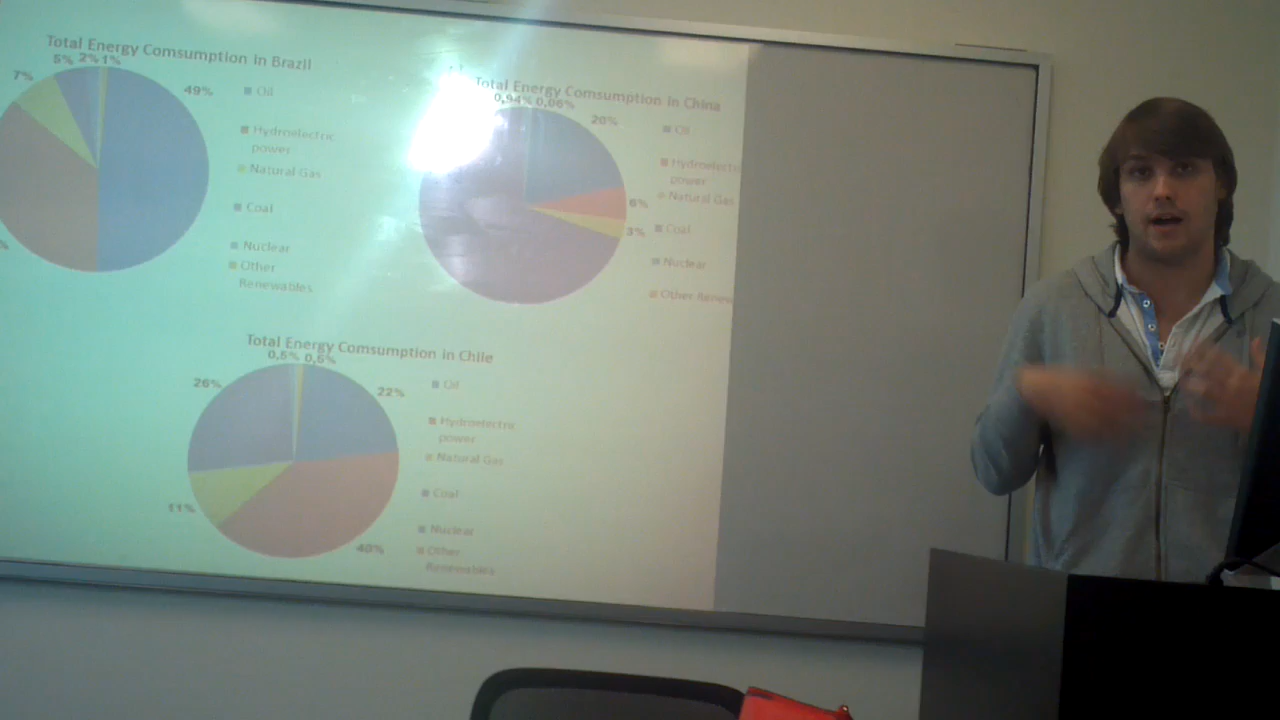 Total Energy Comsumption in Brazil
5% 2% 1%
7%
49%
Oil
Hydroelectric
power
Natural Gas
Coal
Nuclear
Other
Renewables
%
Total Energy Comsumption in China
0,94% 0,06%
20%
6%
3%
Oil
Hydroelectric
power
Natural Gas
Coal
Nuclear
Other Renew
Total Energy Comsumption in Chile
0,5% 0,5%
26%
22%
11%
40%
Oil
Hydroelectric
power
Natural Gas
Coal
Nuclear
Other
Renewables